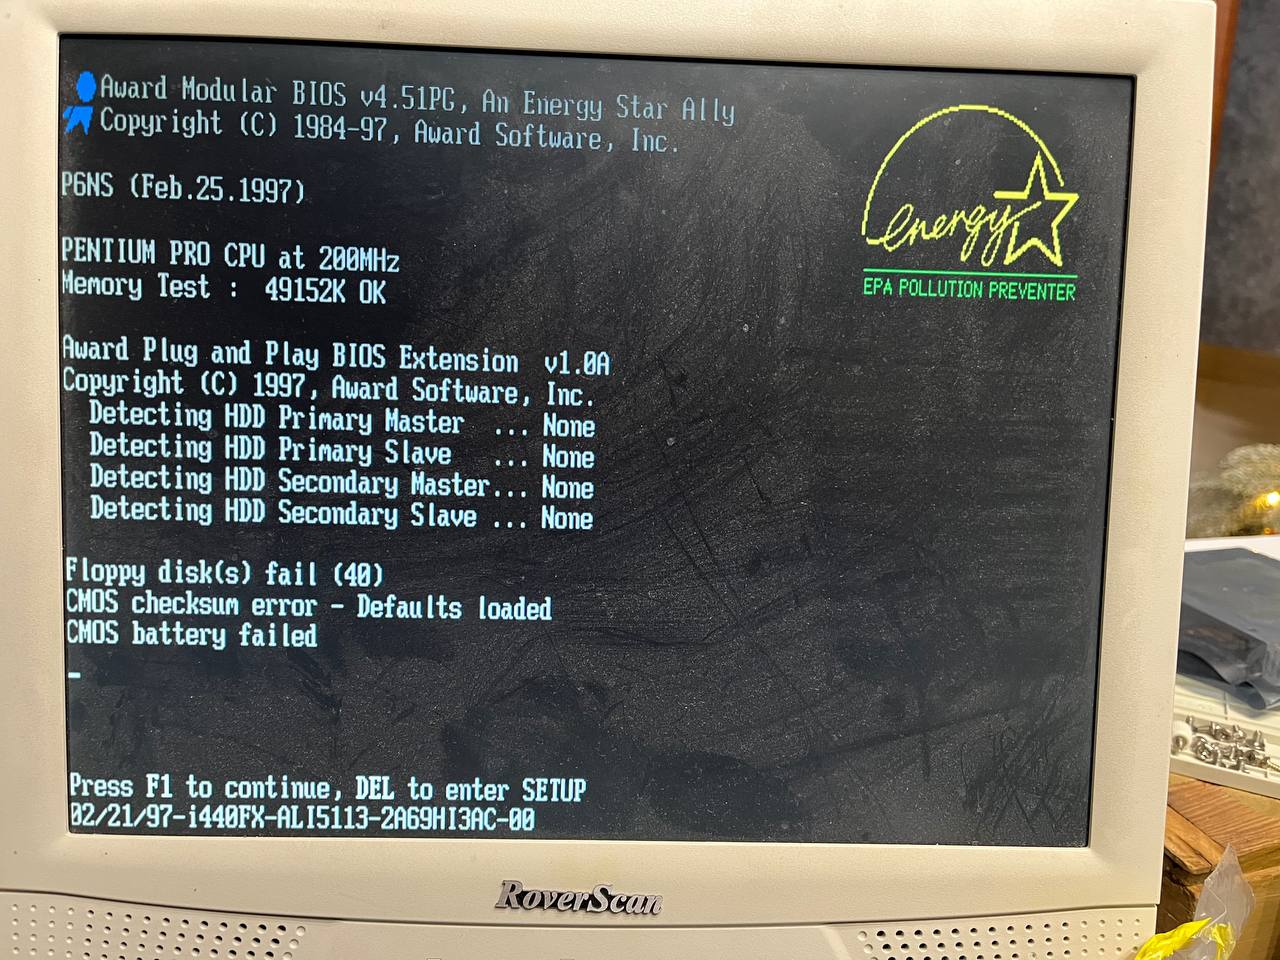 Award Modular BIOS v4.51PG, An Energy Star Ally
Copyright (C) 1984-97, Award Software, Inc.
energy
EPA POLLUTION PREVENTER
P6NS (Feb.25.1997)
PENTIUM PRO CPU at 200MHz
Memory Test :  49152K OK
Award Plug and Play BIOS Extension  v1.0A
Copyright (C) 1997, Award Software, Inc.
Detecting HDD Primary Master   ... None
Detecting HDD Primary Slave    ... None
Detecting HDD Secondary Master... None
Detecting HDD Secondary Slave ... None
Floppy disk(s) fail (40)
CMOS checksum error - Defaults loaded
CMOS battery failed
Press F1 to continue, DEL to enter SETUP
02/21/97-i440FX-ALI5113-2A69HI3AC-00
RoverScan